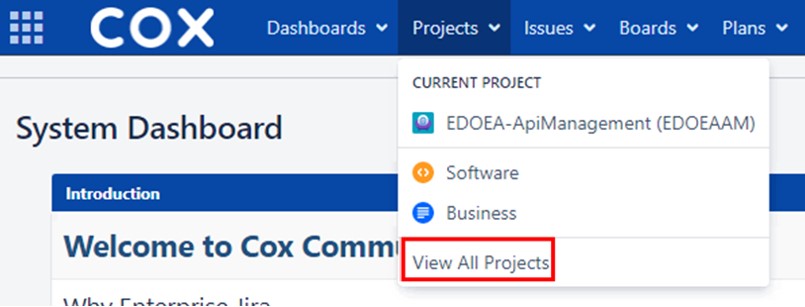 COX Dashboards Projects Issues Boards Plans
CURRENT PROJECT
EDOEA-ApiManagement (EDOEAAM)
System Dashboard
Software
Introduction
Business
Welcome to Cox Commu
View All Projects
Why Enterprise Jira